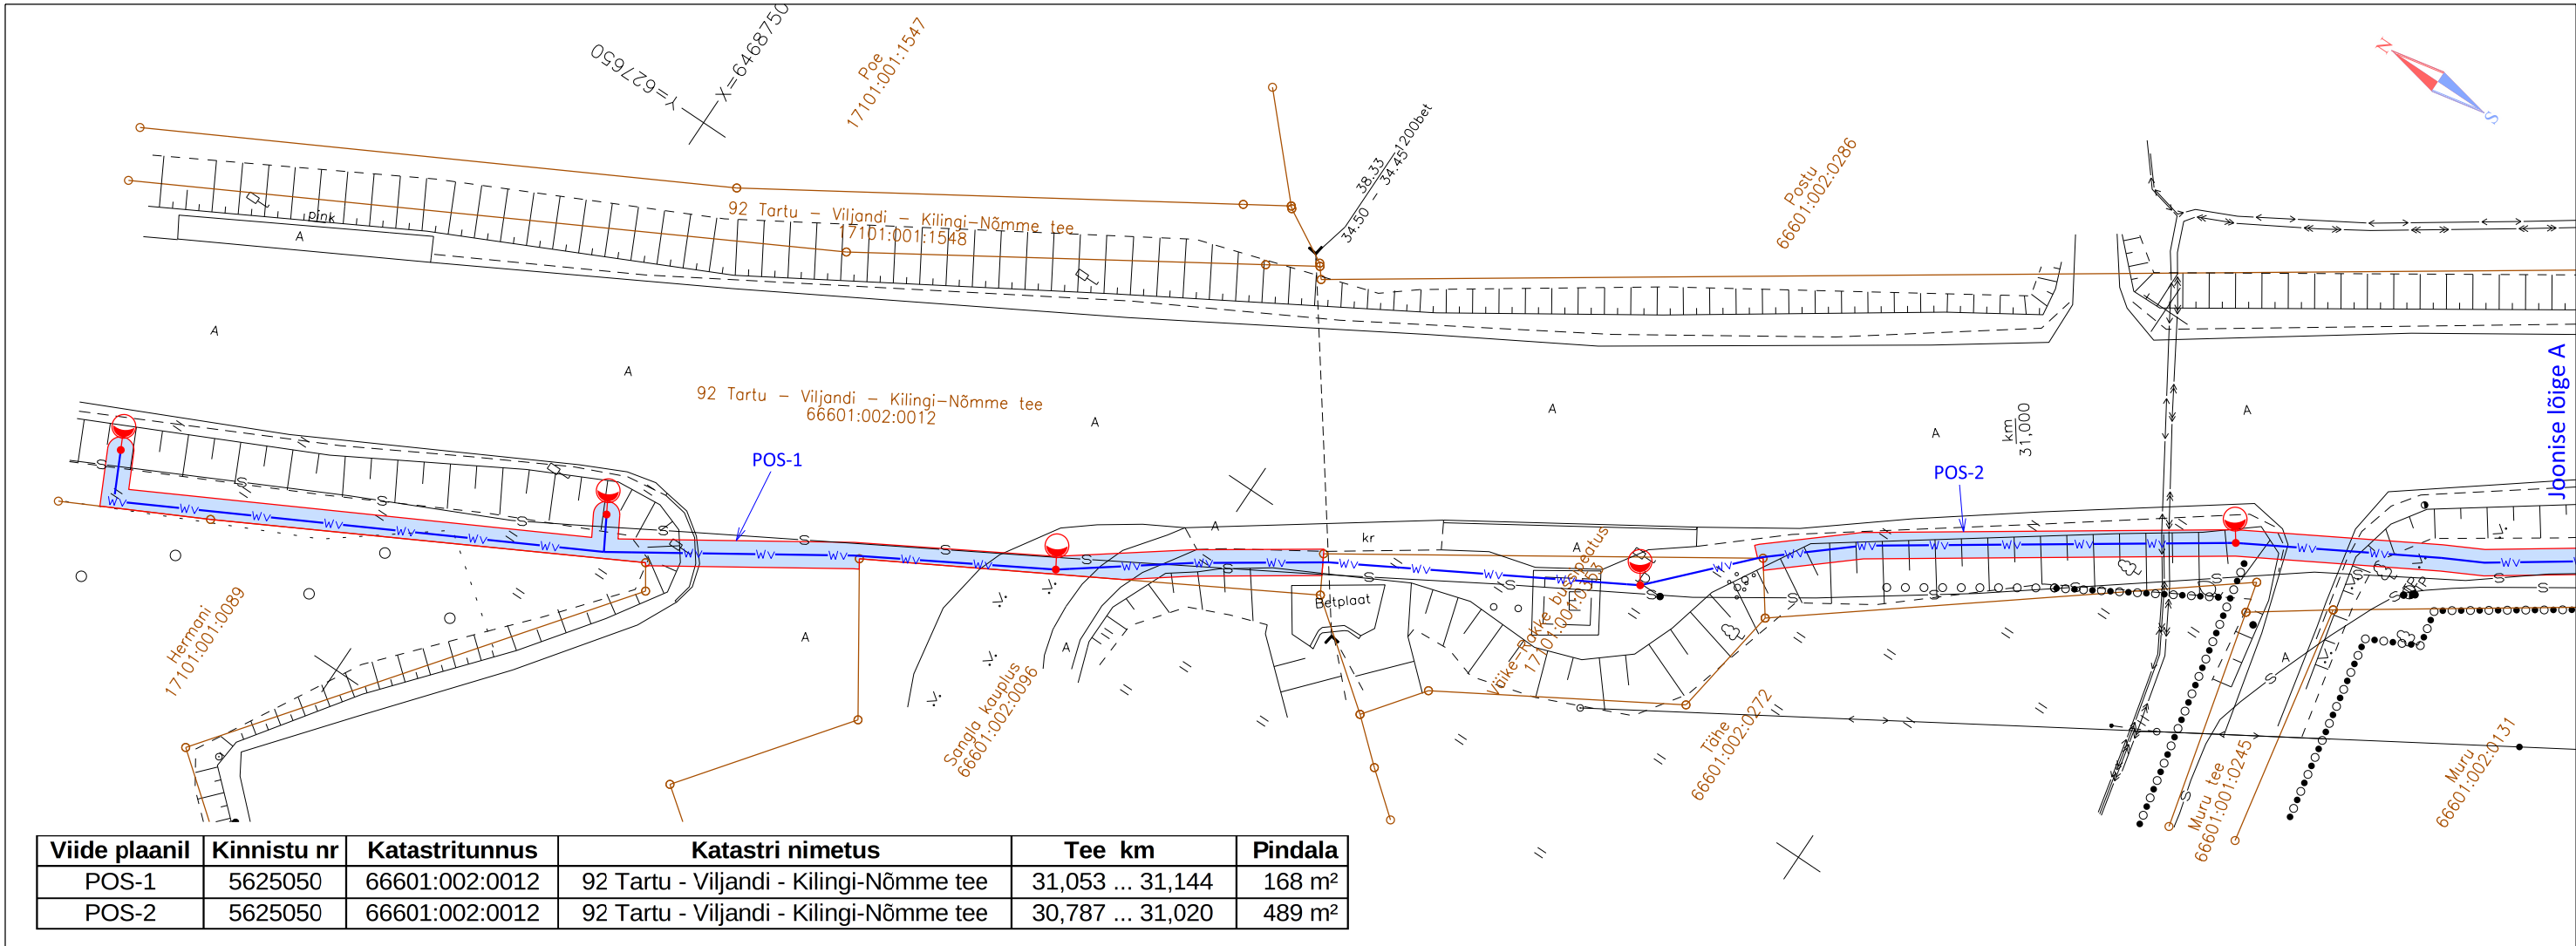 Y=627650
X=6468750
Poe
17101:001:1547
N
S
38.33
1200bet
34.50 - 34.45
Postu
66601:002:0286
pink
A
92 Tartu - Viljandi - Kilingi-Nõmme tee
17101:001:1548
A
A
92 Tartu - Viljandi - Kilingi-Nõmme tee
66601:002:0012
A
A
A
A
km
31,000
Joonise lõige A
POS-1
POS-2
A
kr
A
Betplaat
Väike-Rakke bussipeatus
Hermani
17101:001:0089
A
A
Sangla kauplus
66601:002:0096
Tähe
66601:002:0272
A
Muru tee
66601:001:0245
Muru
66601:002:0131
Viide plaanil Kinnistu nr Katastritunnus Katastri nimetus Tee km Pindala
POS-1 5625050 66601:002:0012 92 Tartu - Viljandi - Kilingi-Nõmme tee 31,053 ... 31,144 168 m²
POS-2 5625050 66601:002:0012 92 Tartu - Viljandi - Kilingi-Nõmme tee 30,787 ... 31,020 489 m²